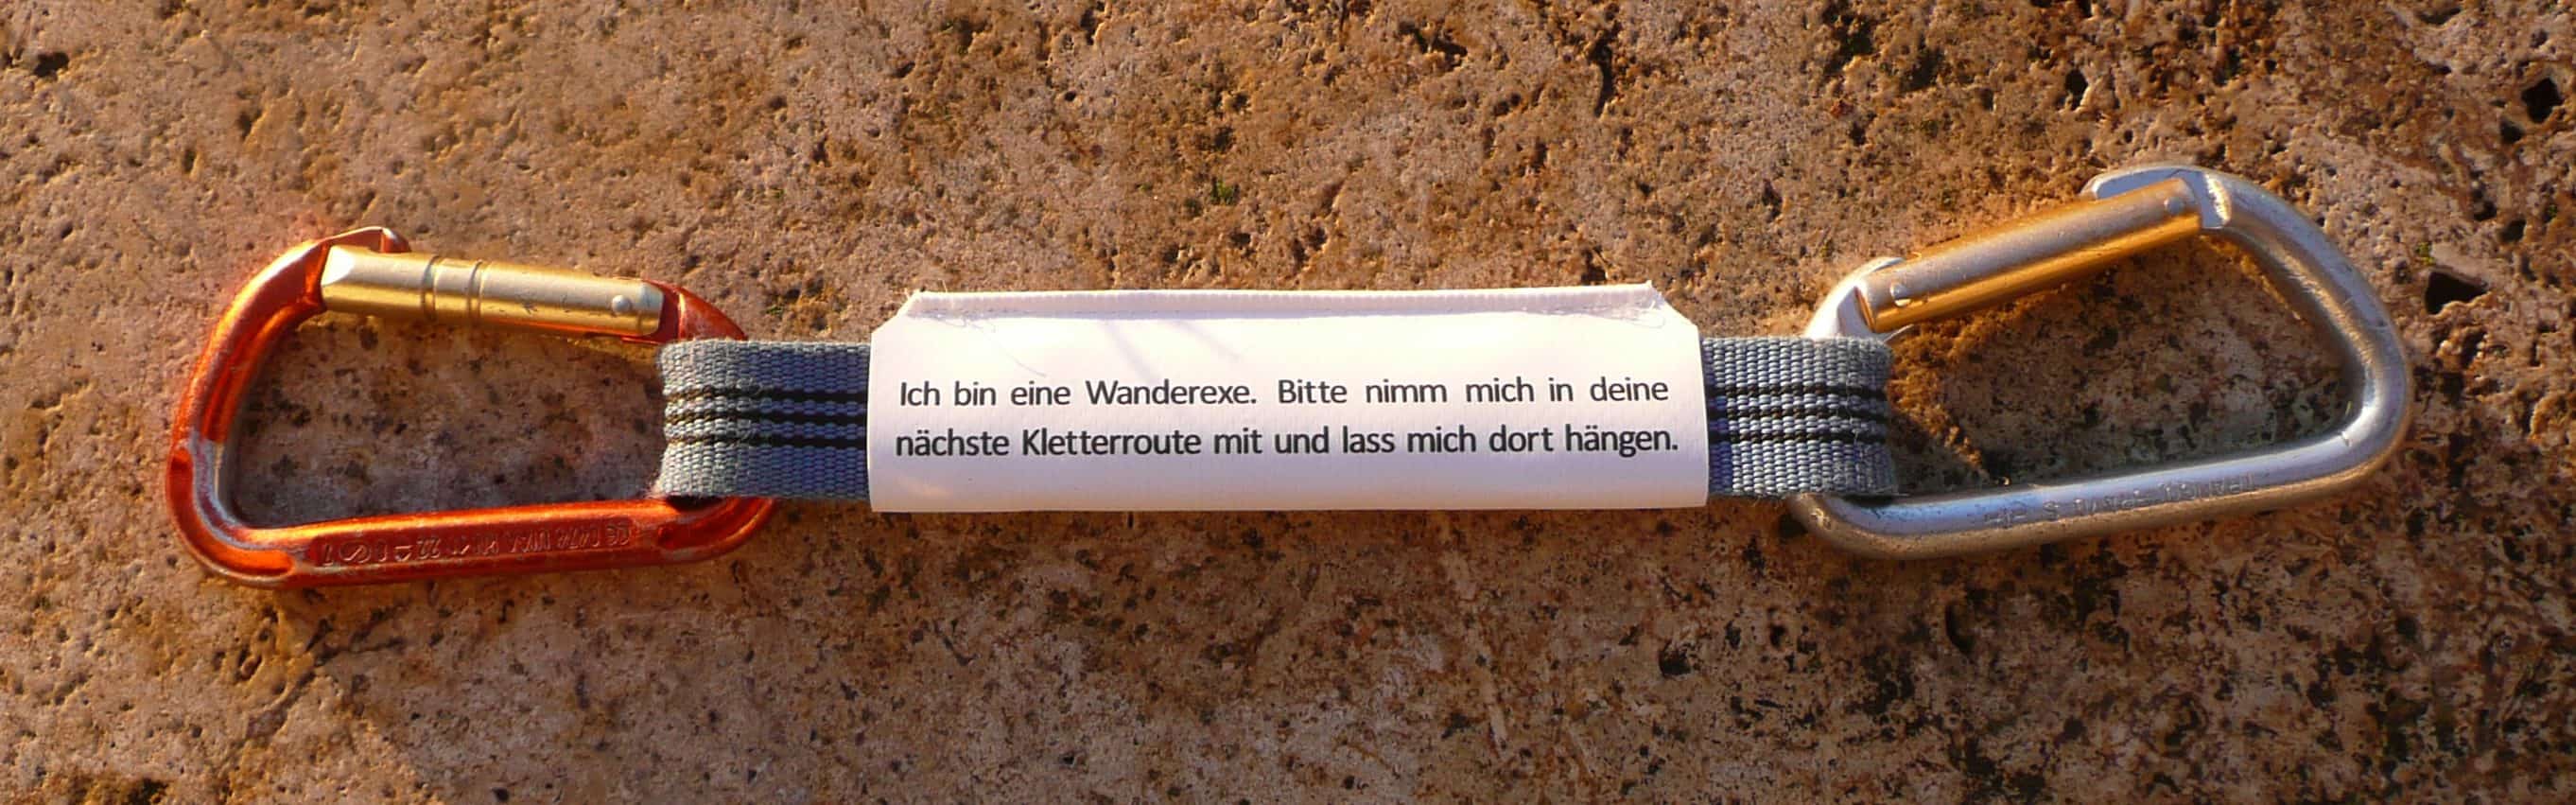 Ich bin eine Wanderexe. Bitte nimm mich in deine
nächste Kletterroute mit und lass mich dort hängen.